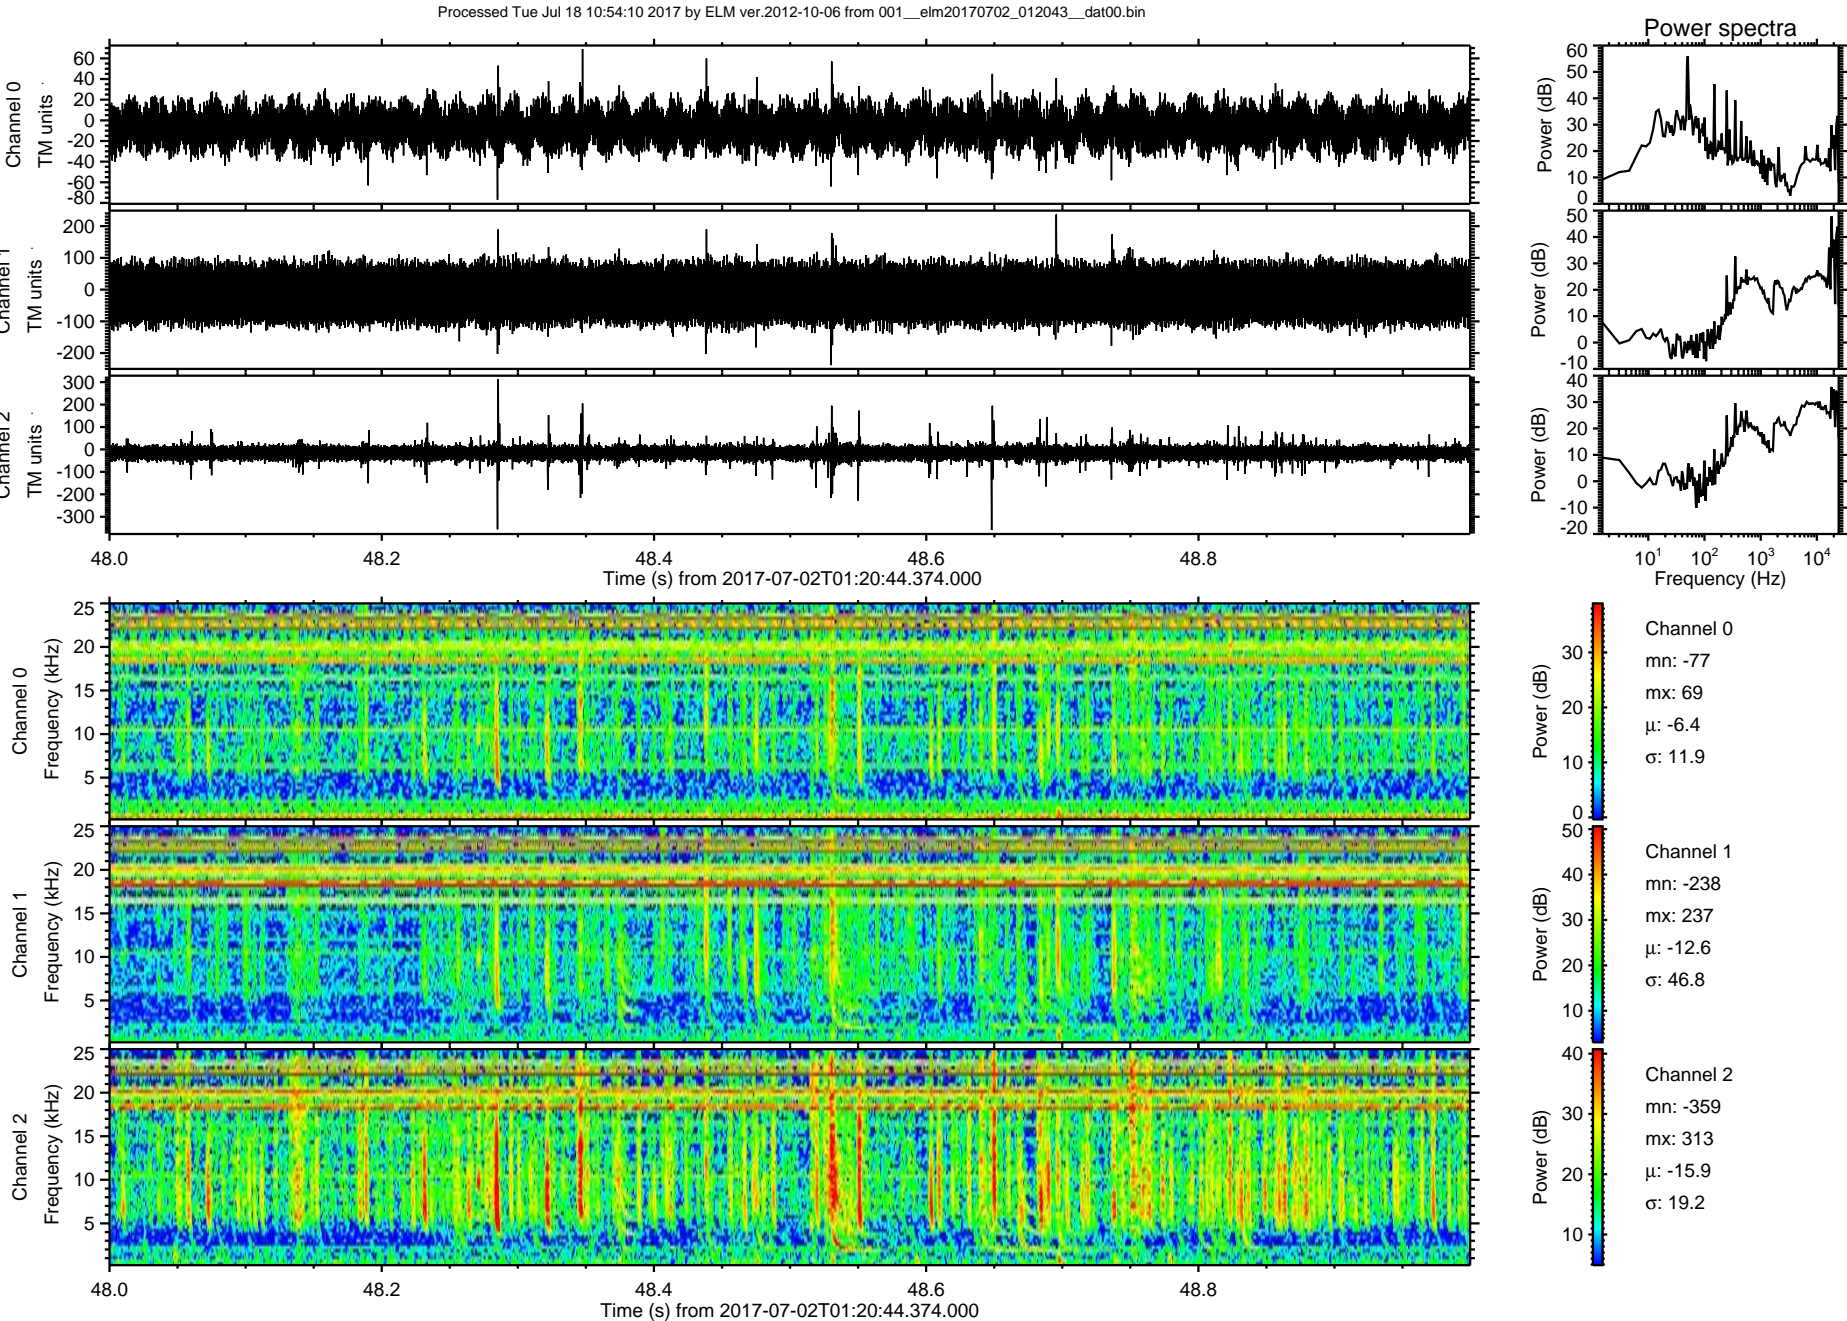 Processed Tue Jul 18 10:54:10 2017 by ELM ver.2012-10-06 from 001__elm20170702_012043__dat00.bin
Power spectra
Channel 0
TM units
60
40
20
0
-20
-40
-60
-80
Power (dB)
60
50
40
30
20
10
0
Channel 1
TM units
200
100
0
-100
-200
Power (dB)
50
40
30
20
10
0
-10
Channel 2
TM units
300
200
100
0
-100
-200
-300
Power (dB)
40
30
20
10
0
-10
-20
48.0 48.2 48.4 48.6 48.8
Time (s) from 2017-07-02T01:20:44.374.000
10¹ 10² 10³ 10⁴
Frequency (Hz)
Channel 0
Frequency (kHz)
25
20
15
10
5
Power (dB)
30
20
10
0
Channel 0
mn: -77
mx: 69
μ: -6.4
σ: 11.9
Channel 1
Frequency (kHz)
25
20
15
10
5
Power (dB)
50
40
30
20
10
Channel 1
mn: -238
mx: 237
μ: -12.6
σ: 46.8
Channel 2
Frequency (kHz)
25
20
15
10
5
Power (dB)
40
30
20
10
Channel 2
mn: -359
mx: 313
μ: -15.9
σ: 19.2
48.0 48.2 48.4 48.6 48.8
Time (s) from 2017-07-02T01:20:44.374.000